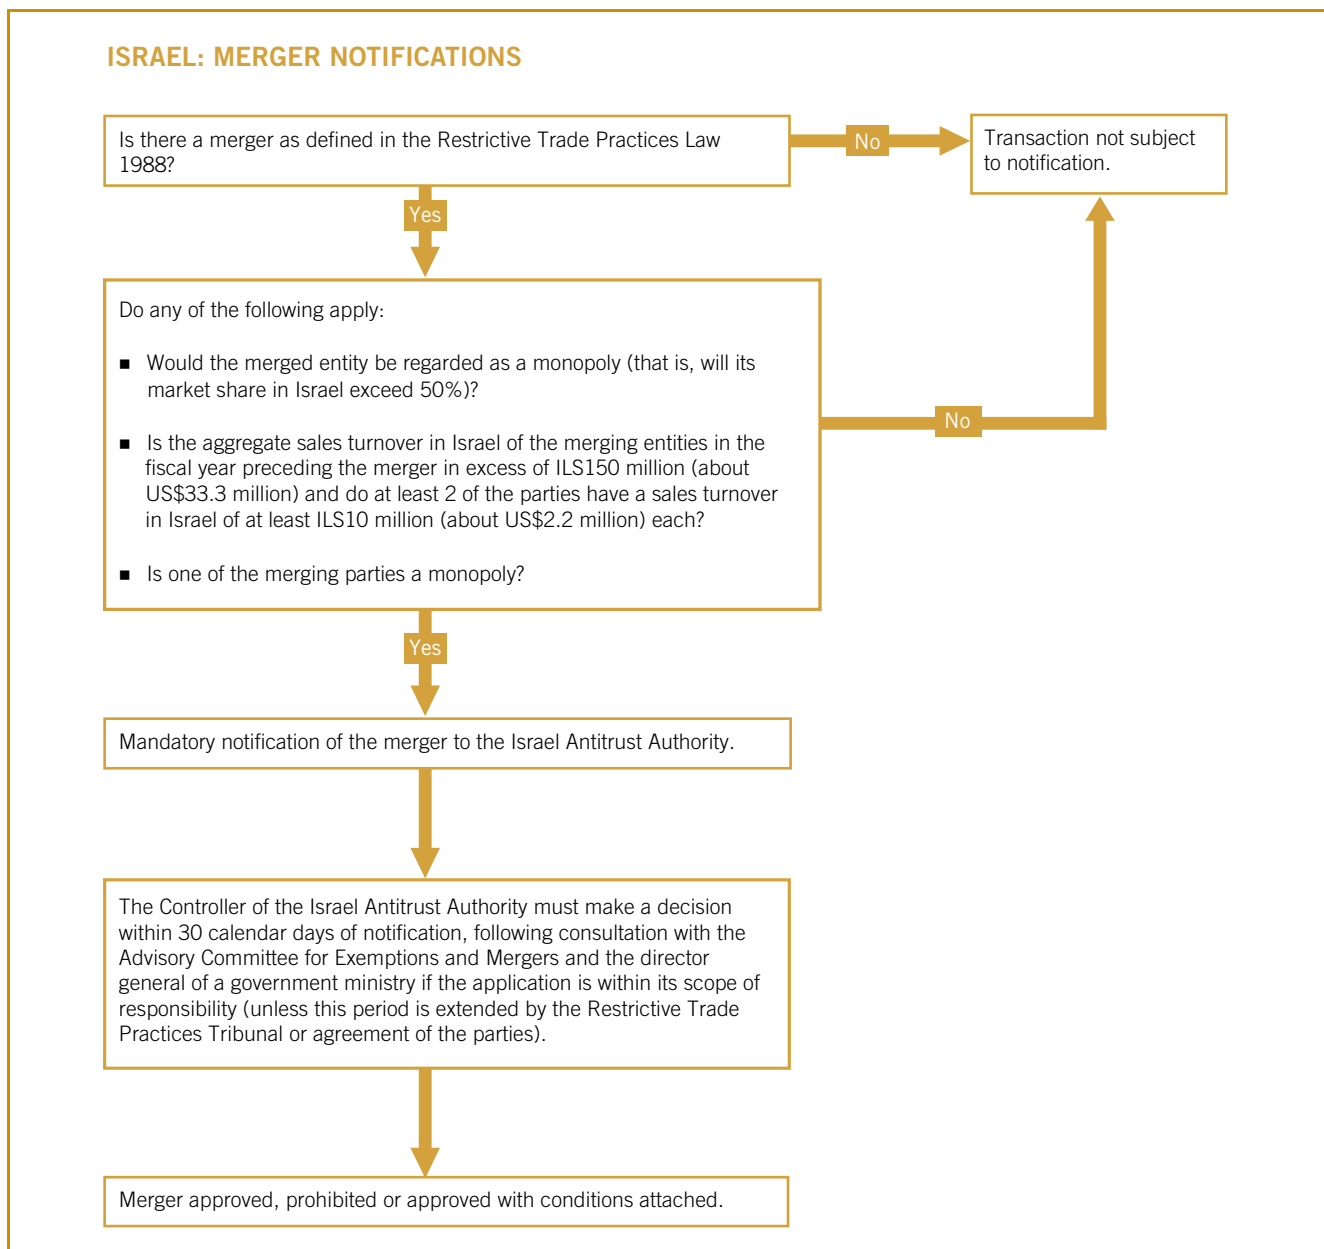 ISRAEL: MERGER NOTIFICATIONS
Is there a merger as defined in the Restrictive Trade Practices Law
1988?
No
Transaction not subject
to notification.
Yes
Do any of the following apply:
■ Would the merged entity be regarded as a monopoly (that is, will its
market share in Israel exceed 50%)?
■ Is the aggregate sales turnover in Israel of the merging entities in the
fiscal year preceding the merger in excess of ILS150 million (about
US$33.3 million) and do at least 2 of the parties have a sales turnover
in Israel of at least ILS10 million (about US$2.2 million) each?
■ Is one of the merging parties a monopoly?
No
Yes
Mandatory notification of the merger to the Israel Antitrust Authority.
The Controller of the Israel Antitrust Authority must make a decision
within 30 calendar days of notification, following consultation with the
Advisory Committee for Exemptions and Mergers and the director
general of a government ministry if the application is within its scope of
responsibility (unless this period is extended by the Restrictive Trade
Practices Tribunal or agreement of the parties).
Merger approved, prohibited or approved with conditions attached.